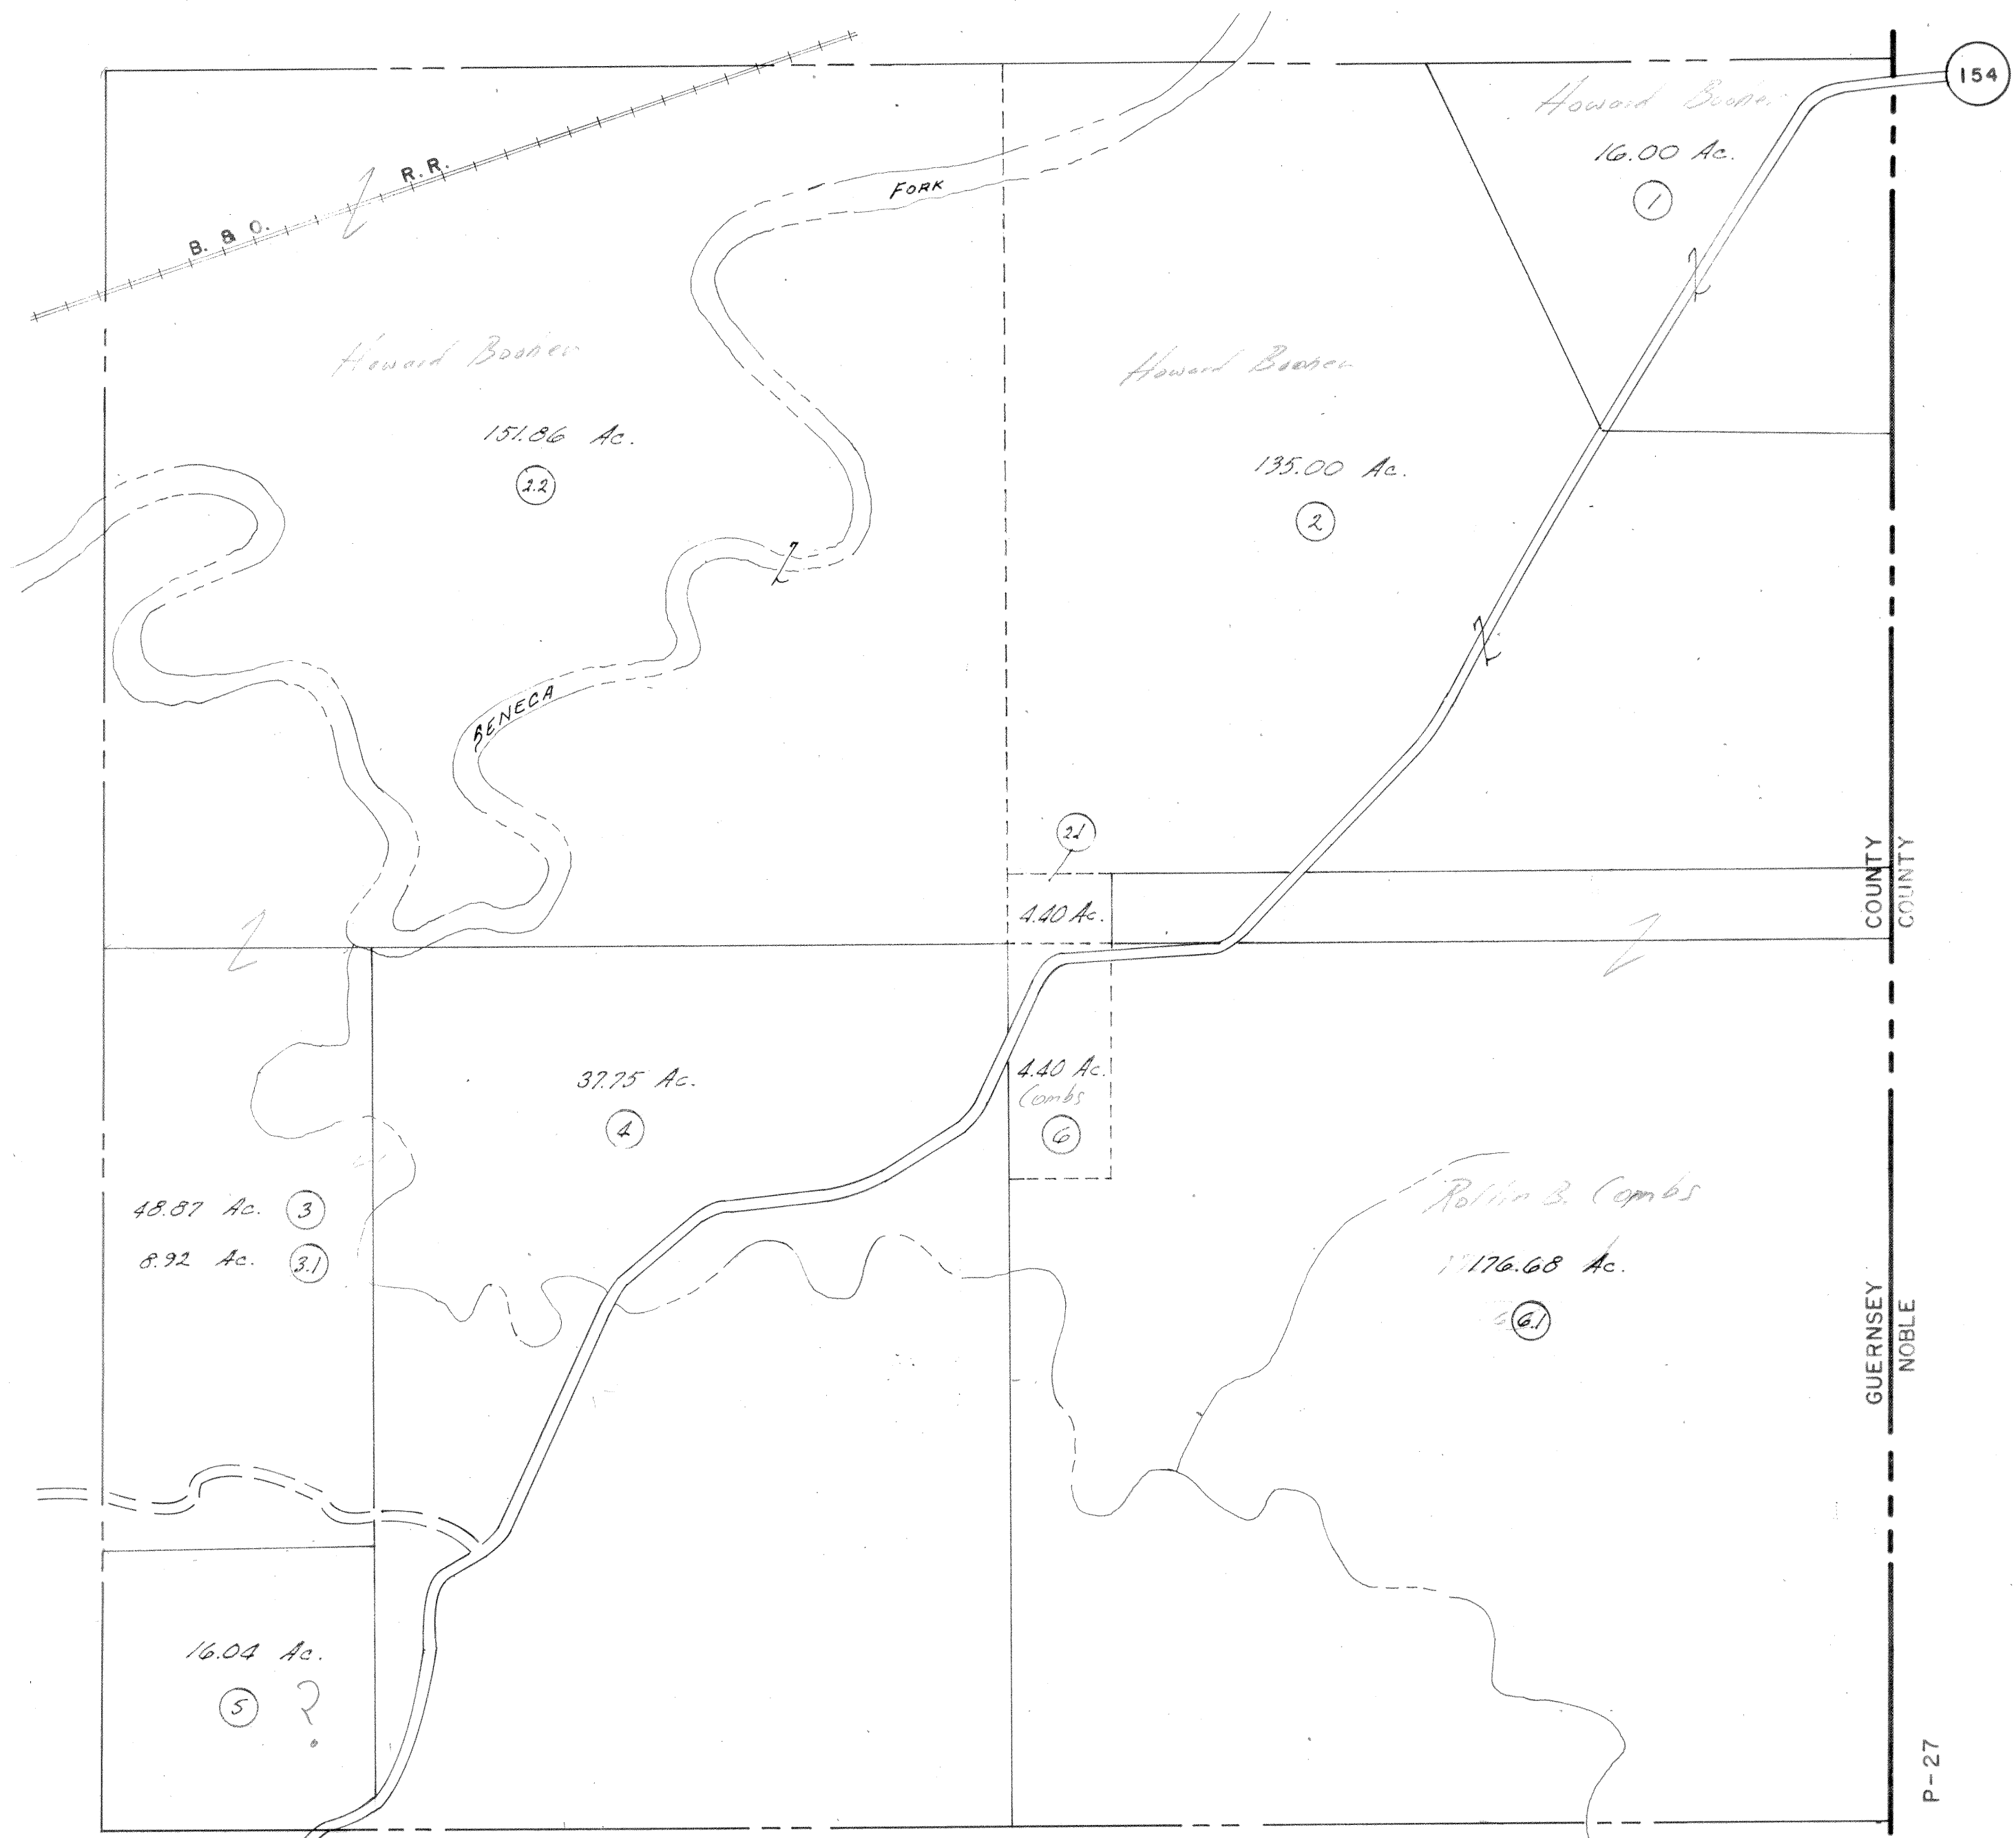 154
Howard Booher
16.00 Ac.
1
B. & O. R.R.
FORK
Howard Booher
151.86 Ac.
2.2
Howard Booher
135.00 Ac.
2
SENECA
2.1
4.40 Ac.
COUNTY
COUNTY
37.75 Ac.
4
4.40 Ac.
Combs
6
48.87 Ac. 3
8.92 Ac. 3.1
Rollin B. Combs
176.68 Ac.
6.1
GUERNSEY
NOBLE
16.04 Ac.
5 ?
P-27